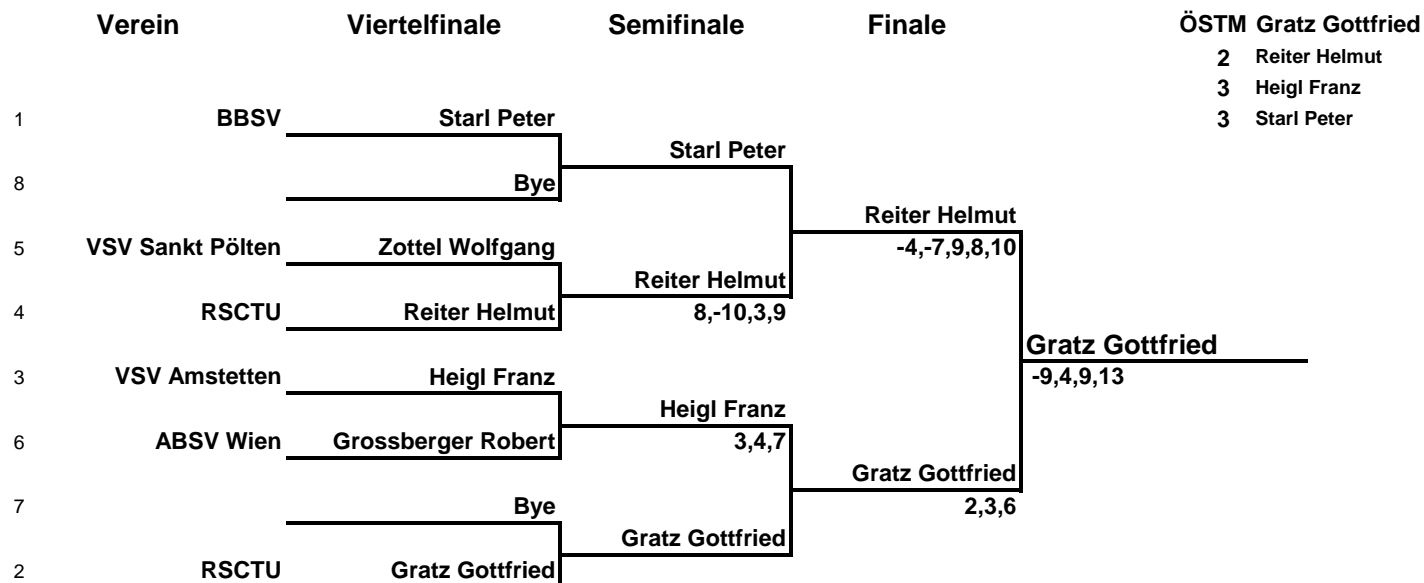 Verein Viertelfinale Semifinale Finale ÖSTM Gratz Gottfried
2 Reiter Helmut
3 Heigl Franz
1 BBSV Starl Peter 3 Starl Peter
Starl Peter
8 Bye
Reiter Helmut
5 VSV Sankt Pölten Zottel Wolfgang -4,-7,9,8,10
Reiter Helmut
4 RSCTU Reiter Helmut 8,-10,3,9
Gratz Gottfried
3 VSV Amstetten Heigl Franz -9,4,9,13
Heigl Franz
6 ABSV Wien Grossberger Robert 3,4,7
Gratz Gottfried
7 Bye 2,3,6
Gratz Gottfried
2 RSCTU Gratz Gottfried